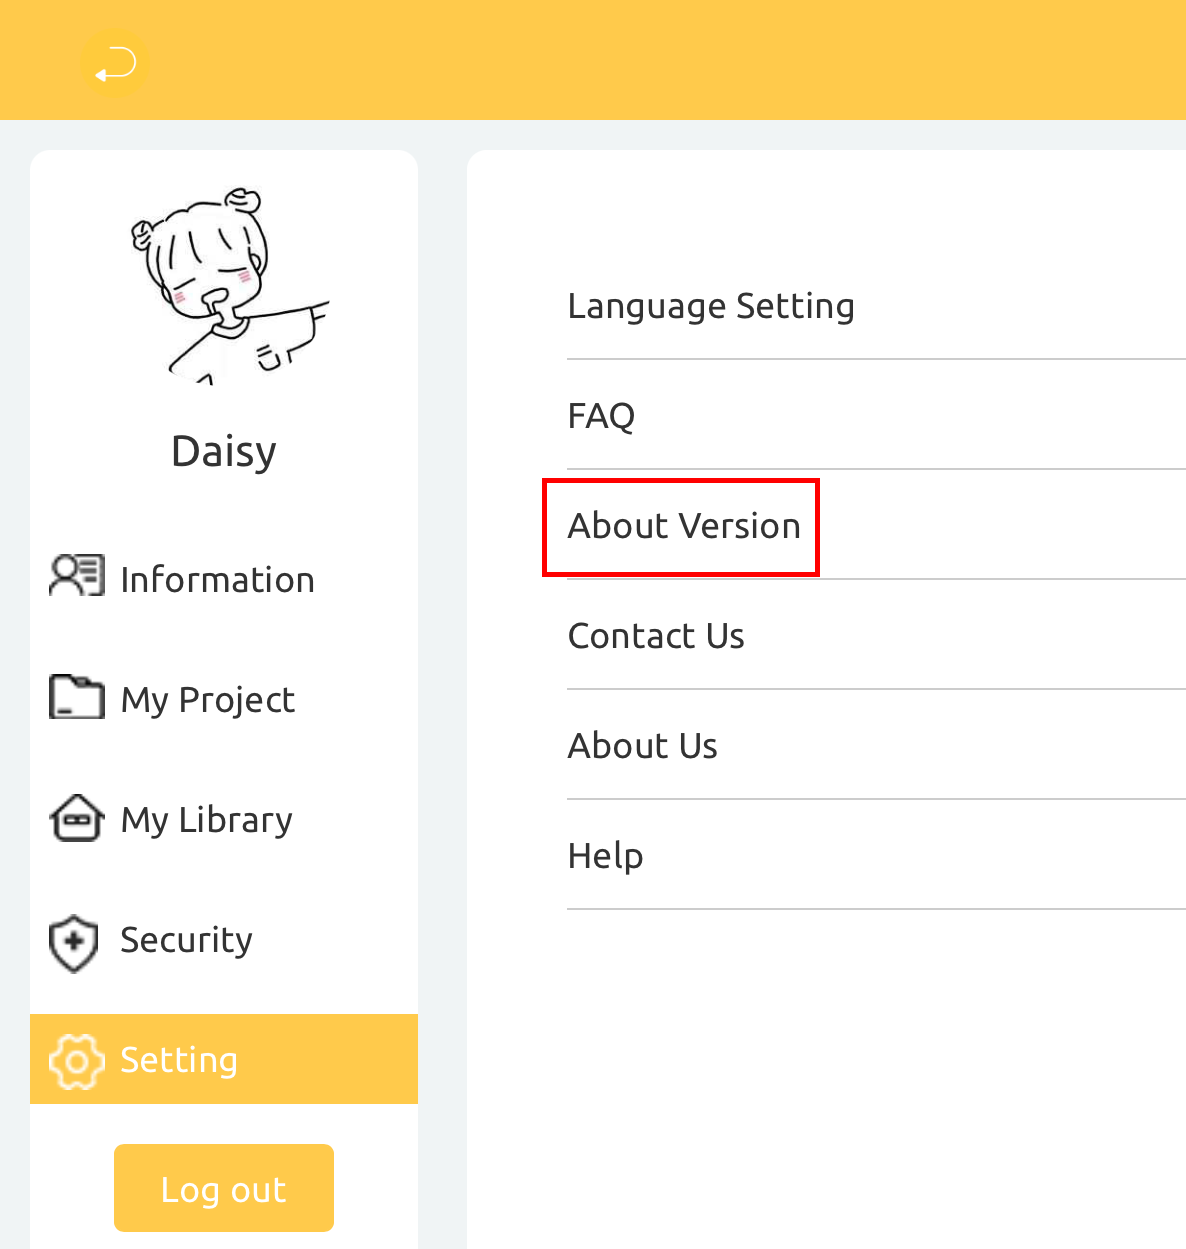 Daisy
Information
My Project
My Library
Security
Setting
Log out
Language Setting
FAQ
About Version
Contact Us
About Us
Help